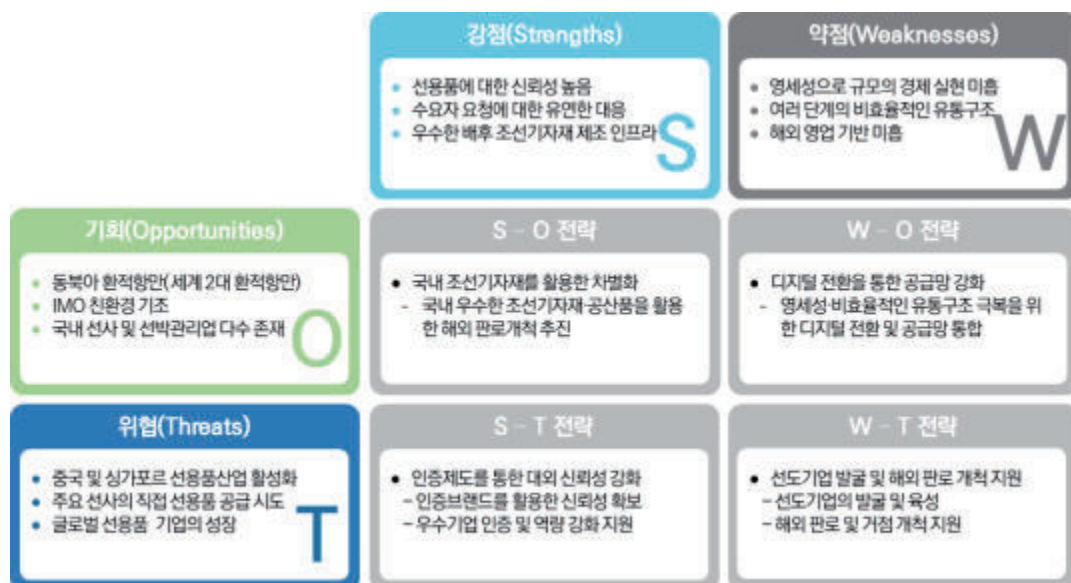 강점(Strengths)
• 선용품에 대한 신뢰성 높음
• 수요자 요청에 대한 유연한 대응
• 우수한 배후 조선기자재 제조 인프라
S
약점(Weaknesses)
• 영세성으로 규모의 경제 실현 미흡
• 여러 단계의 비효율적인 유통구조
• 해외 영업 기반 미흡
W
기회(Opportunities)
• 동북아 환적항만(세계 2대 환적항만)
• IMO 친환경 기조
• 국내 선사 및 선박관리업 다수 존재
O
S - O 전략
• 국내 조선기자재를 활용한 차별화
- 국내 우수한 조선기자재·공산품을 활용
한 해외 판로개척 추진
W - O 전략
• 디지털 전환을 통한 공급망 강화
- 영세성·비효율적인 유통구조 극복을 위
한 디지털 전환 및 공급망 통합
위협(Threats)
• 중국 및 싱가포르 선용품산업 활성화
• 주요 선사의 직접 선용품 공급 시도
• 글로벌 선용품 기업의 성장
T
S - T 전략
• 인증제도를 통한 대외 신뢰성 강화
- 인증브랜드를 활용한 신뢰성 확보
- 우수기업 인증 및 역량 강화 지원
W - T 전략
• 선도기업 발굴 및 해외 판로 개척 지원
- 선도기업의 발굴 및 육성
- 해외 판로 및 거점 개척 지원